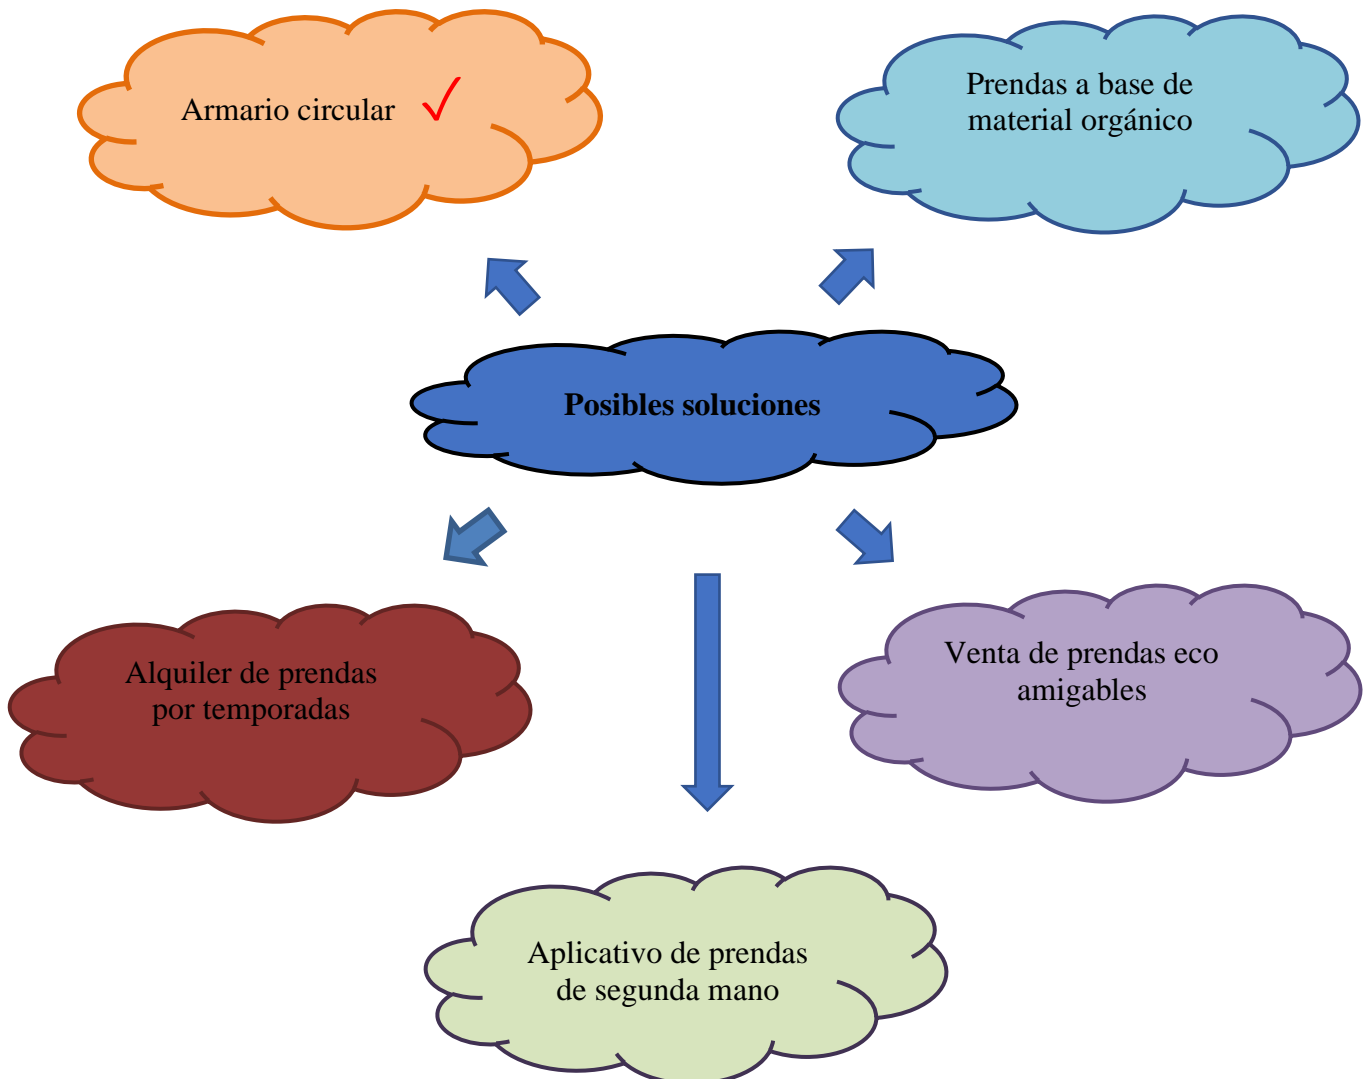 Armario circular ✓
Prendas a base de
material orgánico
Posibles soluciones
Alquiler de prendas
por temporadas
Venta de prendas eco
amigables
Aplicativo de prendas
de segunda mano